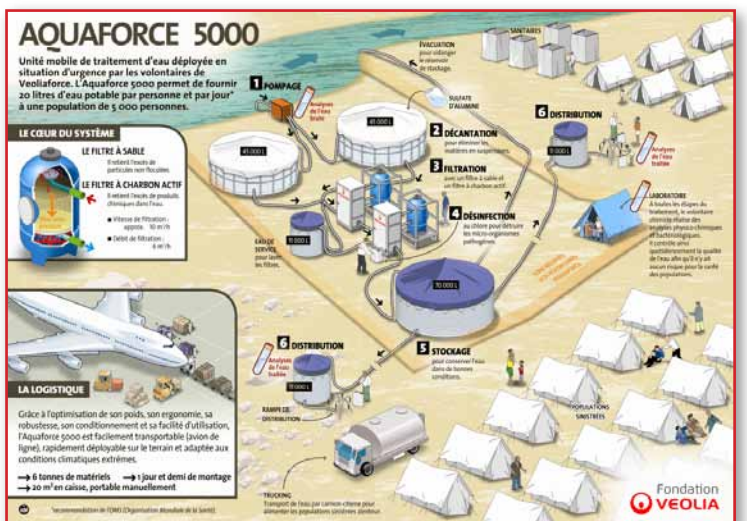 AQUAFORCE 5000
Unité mobile de traitement d'eau déployée en
situation d'urgence par les volontaires de
Veoliaforce. L'Aquaforce 5000 permet de fournir
20 litres d'eau potable par personne et par jour*
à une population de 5 000 personnes.
LE CŒUR DU SYSTÈME
LE FILTRE À SABLE
Il retient l'excès de
particules non floculées
LE FILTRE À CHARBON ACTIF
Il retient l'excès de produits
chimiques dans l'eau.
■ Vitesse de filtration :
approx. 10 m/h
■ Débit de filtration :
6 m³/h
ÉVACUATION
pour vidanger
le réservoir
de stockage.
SANITAIRES
1 POMPAGE
Analyses
de l'eau
brute
SULFATE
D'ALUMINE
45 000 L
45 000 L
2 DÉCANTATION
pour éliminer les
matières en suspension.
3 FILTRATION
avec un filtre à sable et
un filtre à charbon actif.
4 DÉSINFECTION
au chlore pour détruire
les micro-organismes
pathogènes.
EAU DE
SERVICE
pour laver
les filtres.
11 000 L
70 000 L
5 STOCKAGE
pour conserver l'eau
dans de bonnes
conditions.
6 DISTRIBUTION
11 000 L
Analyses
de l'eau
traitée
LABORATOIRE
À toutes les étapes du
traitement, le volontaire
chimiste réalise des
analyses physico-chimiques
et bactériologiques.
Il contrôle ainsi
quotidiennement la qualité
de l'eau afin qu'il n'y ait
aucun risque pour la santé
des populations.
6 DISTRIBUTION
Analyses
de l'eau
traitée
11 000 L
RAMPE DE
DISTRIBUTION
POPULATIONS
SINISTRÉES
TRUCKING
Transport de l'eau par camion-citerne pour
alimenter les populations sinistrées alentour.
LA LOGISTIQUE
Grâce à l'optimisation de son poids, son ergonomie, sa
robustesse, son conditionnement et sa facilité d'utilisation,
l'Aquaforce 5000 est facilement transportable (avion de
ligne), rapidement déployable sur le terrain et adaptée aux
conditions climatiques extrêmes.
→ 6 tonnes de matériels → 1 jour et demi de montage
→ 20 m³ en caisse, portable manuellement
*recommandation de l'OMS (Organisation Mondiale de la Santé).
Fondation
VEOLIA